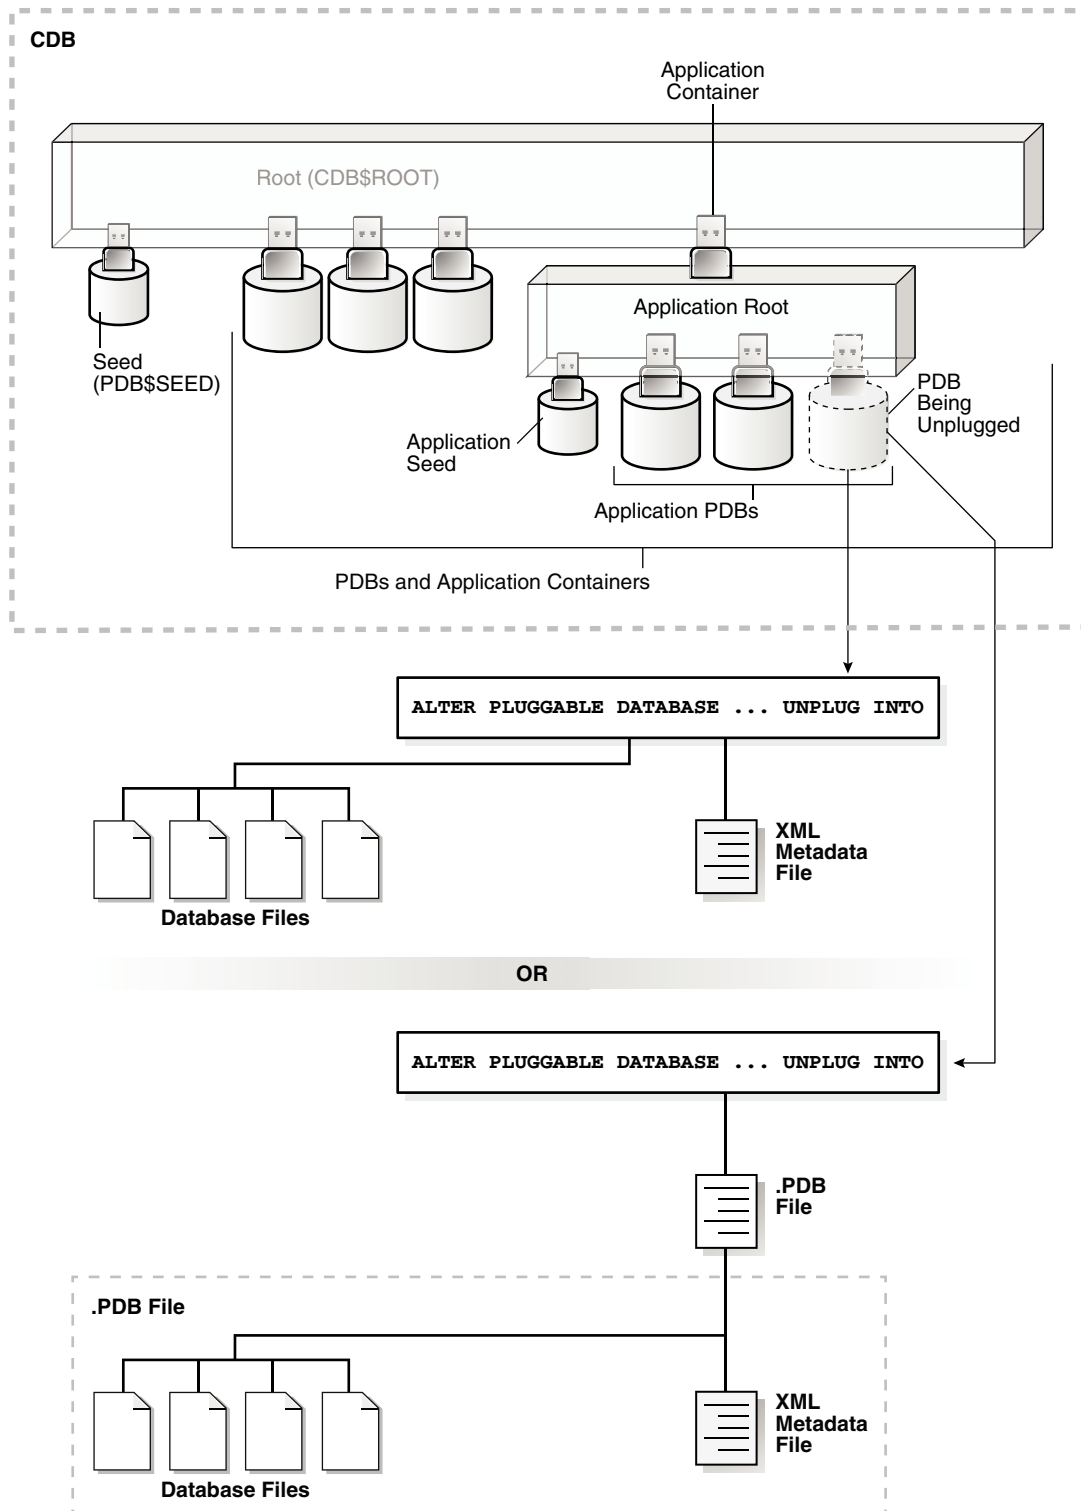 CDB
Application
Container
Root (CDB$ROOT)
Application Root
Seed
(PDB$SEED)
PDB
Being
Unplugged
Application
Seed
Application PDBs
PDBs and Application Containers
ALTER PLUGGABLE DATABASE ... UNPLUG INTO
XML
Metadata
File
Database Files
OR
ALTER PLUGGABLE DATABASE ... UNPLUG INTO
.PDB
File
.PDB File
XML
Metadata
File
Database Files